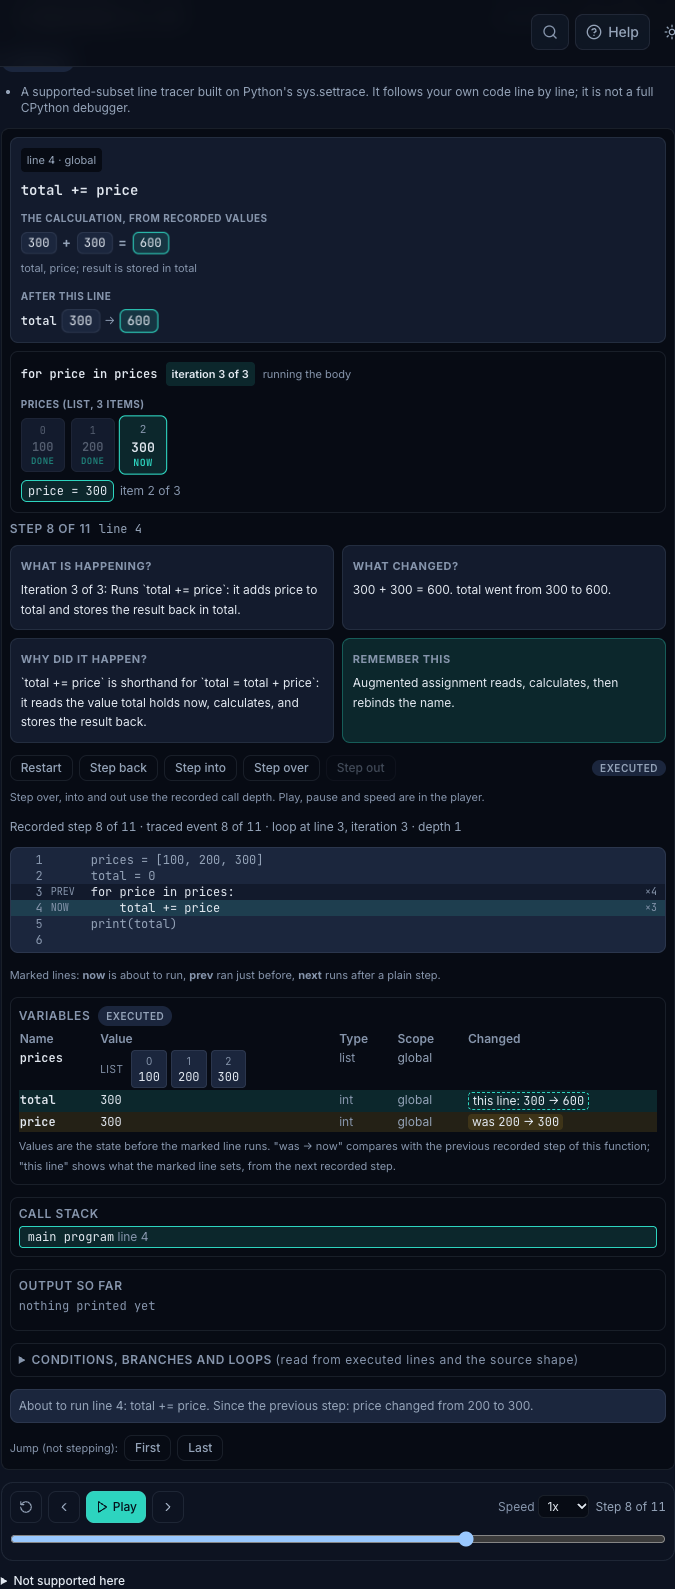 Help
A supported-subset line tracer built on Python's sys.settrace. It follows your own code line by line; it is not a full
CPython debugger.
line 4 · global
total += price
THE CALCULATION, FROM RECORDED VALUES
300 + 300 = 600
total, price; result is stored in total
AFTER THIS LINE
total 300 → 600
for price in prices iteration 3 of 3 running the body
PRICES (LIST, 3 ITEMS)
0 1 2
100 200 300
DONE DONE NOW
price = 300 item 2 of 3
STEP 8 OF 11 line 4
WHAT IS HAPPENING?
Iteration 3 of 3: Runs `total += price`: it adds price to
total and stores the result back in total.
WHAT CHANGED?
300 + 300 = 600. total went from 300 to 600.
WHY DID IT HAPPEN?
`total += price` is shorthand for `total = total + price`:
it reads the value total holds now, calculates, and
stores the result back.
REMEMBER THIS
Augmented assignment reads, calculates, then
rebinds the name.
Restart Step back Step into Step over Step out EXECUTED
Step over, into and out use the recorded call depth. Play, pause and speed are in the player.
Recorded step 8 of 11 · traced event 8 of 11 · loop at line 3, iteration 3 · depth 1
1 prices = [100, 200, 300]
2 total = 0
3 PREV for price in prices: ×4
4 NOW total += price ×3
5 print(total)
6
Marked lines: now is about to run, prev ran just before, next runs after a plain step.
VARIABLES EXECUTED
Name Value Type Scope Changed
prices LIST 0 100 1 200 2 300 list global
total 300 int global this line: 300 → 600
price 300 int global was 200 → 300
Values are the state before the marked line runs. "was → now" compares with the previous recorded step of this function;
"this line" shows what the marked line sets, from the next recorded step.
CALL STACK
main program line 4
OUTPUT SO FAR
nothing printed yet
CONDITIONS, BRANCHES AND LOOPS (read from executed lines and the source shape)
About to run line 4: total += price. Since the previous step: price changed from 200 to 300.
Jump (not stepping): First Last
Play Speed 1x Step 8 of 11
Not supported here